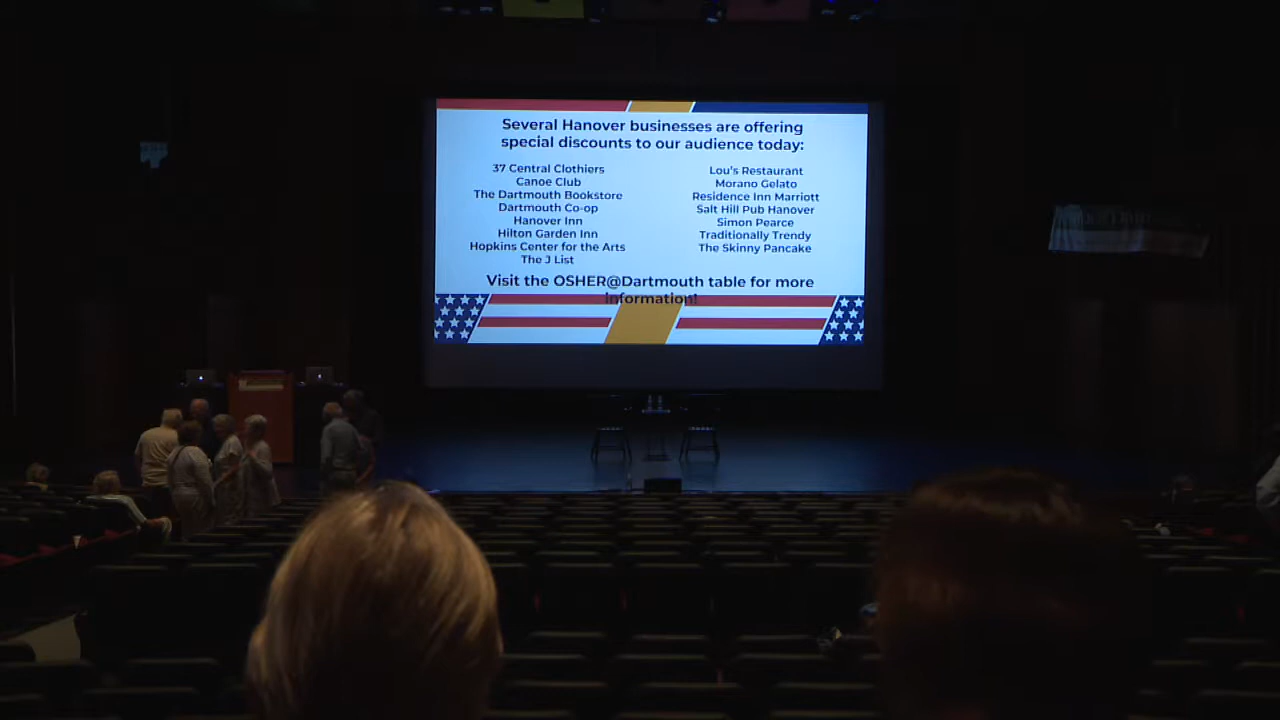 Several Hanover businesses are offering
special discounts to our audience today:
37 Central Clothiers
Canoe Club
The Dartmouth Bookstore
Dartmouth Co-op
Hanover Inn
Hilton Garden Inn
Hopkins Center for the Arts
The J List
Lou's Restaurant
Morano Gelato
Residence Inn Marriott
Salt Hill Pub Hanover
Simon Pearce
Traditionally Trendy
The Skinny Pancake
Visit the OSHER@Dartmouth table for more
information!